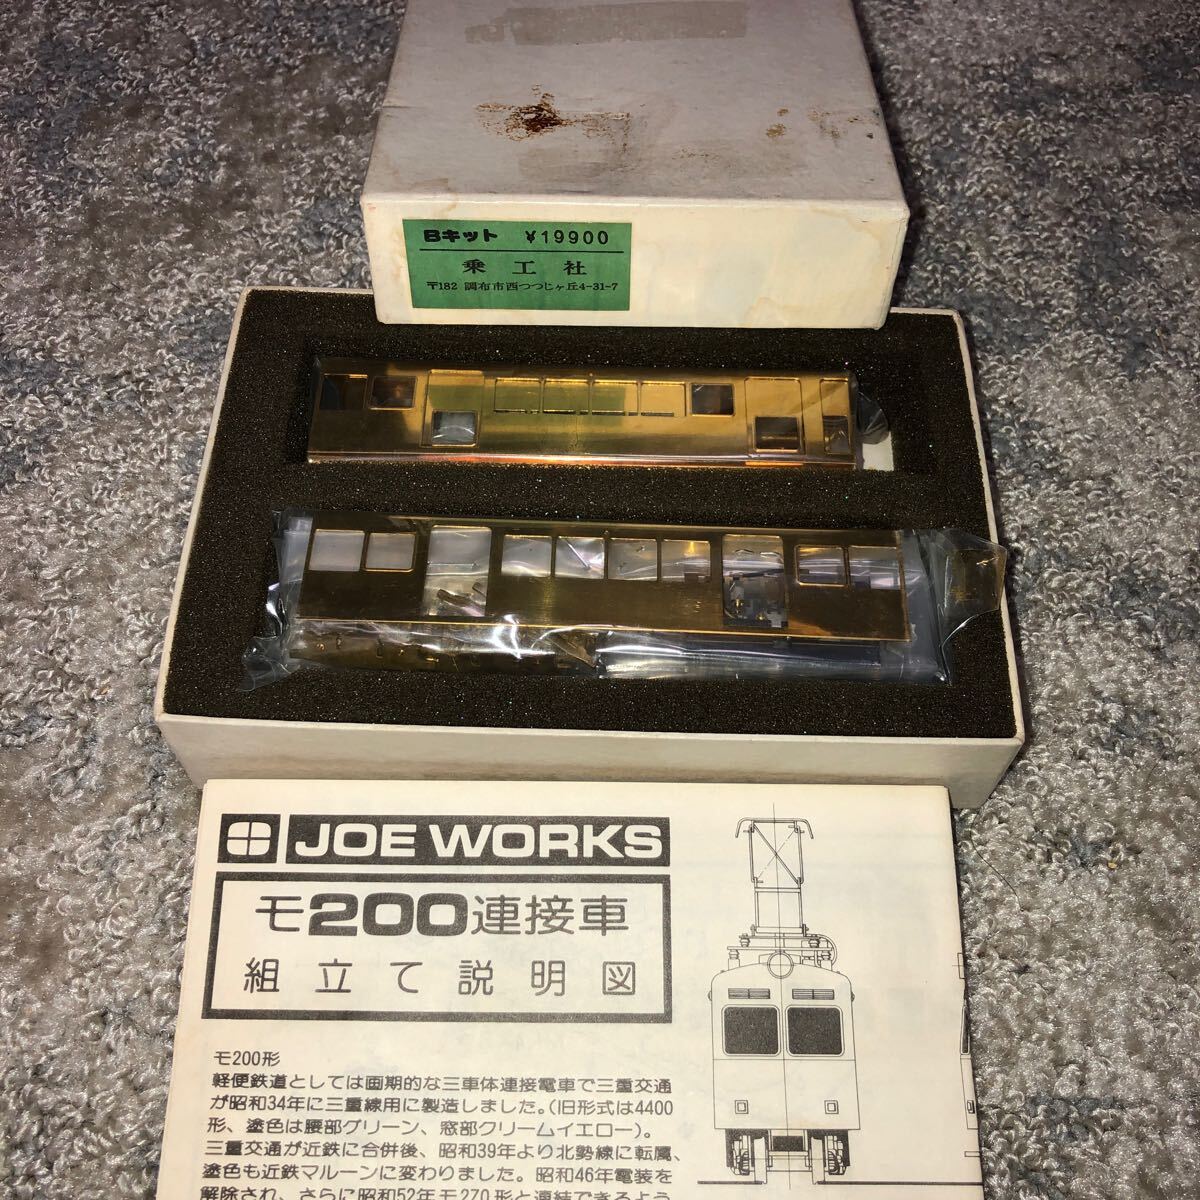 Bキット ￥19900
乗工社
〒182 調布市西つつじヶ丘4-31-7
JOE WORKS
モ200連接車
組立て説明図
モ200形
軽便鉄道としては画期的な三車体連接電車で三重交通
が昭和34年に三重線用に製造しました。(旧形式は4400
形、塗色は腰部グリーン、窓部クリームイエロー)。
三重交通が近鉄に合併後、昭和39年より北勢線に転属、
塗色も近鉄マルーンに変わりました。昭和46年電装を
解除され、さらに昭和52年モ270形と連結できるよう